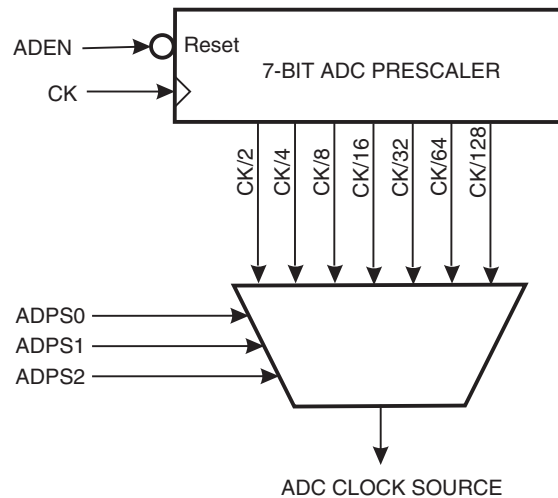 ADEN
Reset
7-BIT ADC PRESCALER
CK
CK/2
CK/4
CK/8
CK/16
CK/32
CK/64
CK/128
ADPS0
ADPS1
ADPS2
ADC CLOCK SOURCE